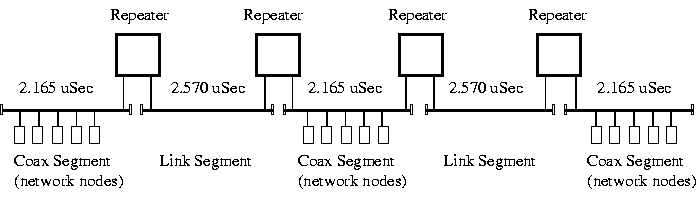 Repeater Repeater Repeater Repeater
2.165 uSec 2.570 uSec 2.165 uSec 2.570 uSec 2.165 uSec
Coax Segment Link Segment Coax Segment Link Segment Coax Segment
(network nodes) (network nodes) (network nodes)